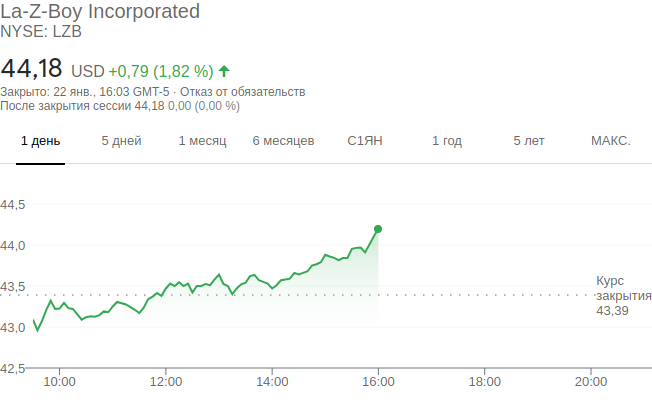 La-Z-Boy Incorporated
NYSE: LZB
44,18 USD +0,79 (1,82 %)
Закрыто: 22 янв., 16:03 GMT-5 · Отказ от обязательств
После закрытия сессии 44,18 0,00 (0,00 %)
1 день 5 дней 1 месяц 6 месяцев С1ЯН 1 год 5 лет МАКС.
44,5
44,0
43,5
Курс
закрытия
43,39
43,0
42,5
10:00 12:00 14:00 16:00 18:00 20:00